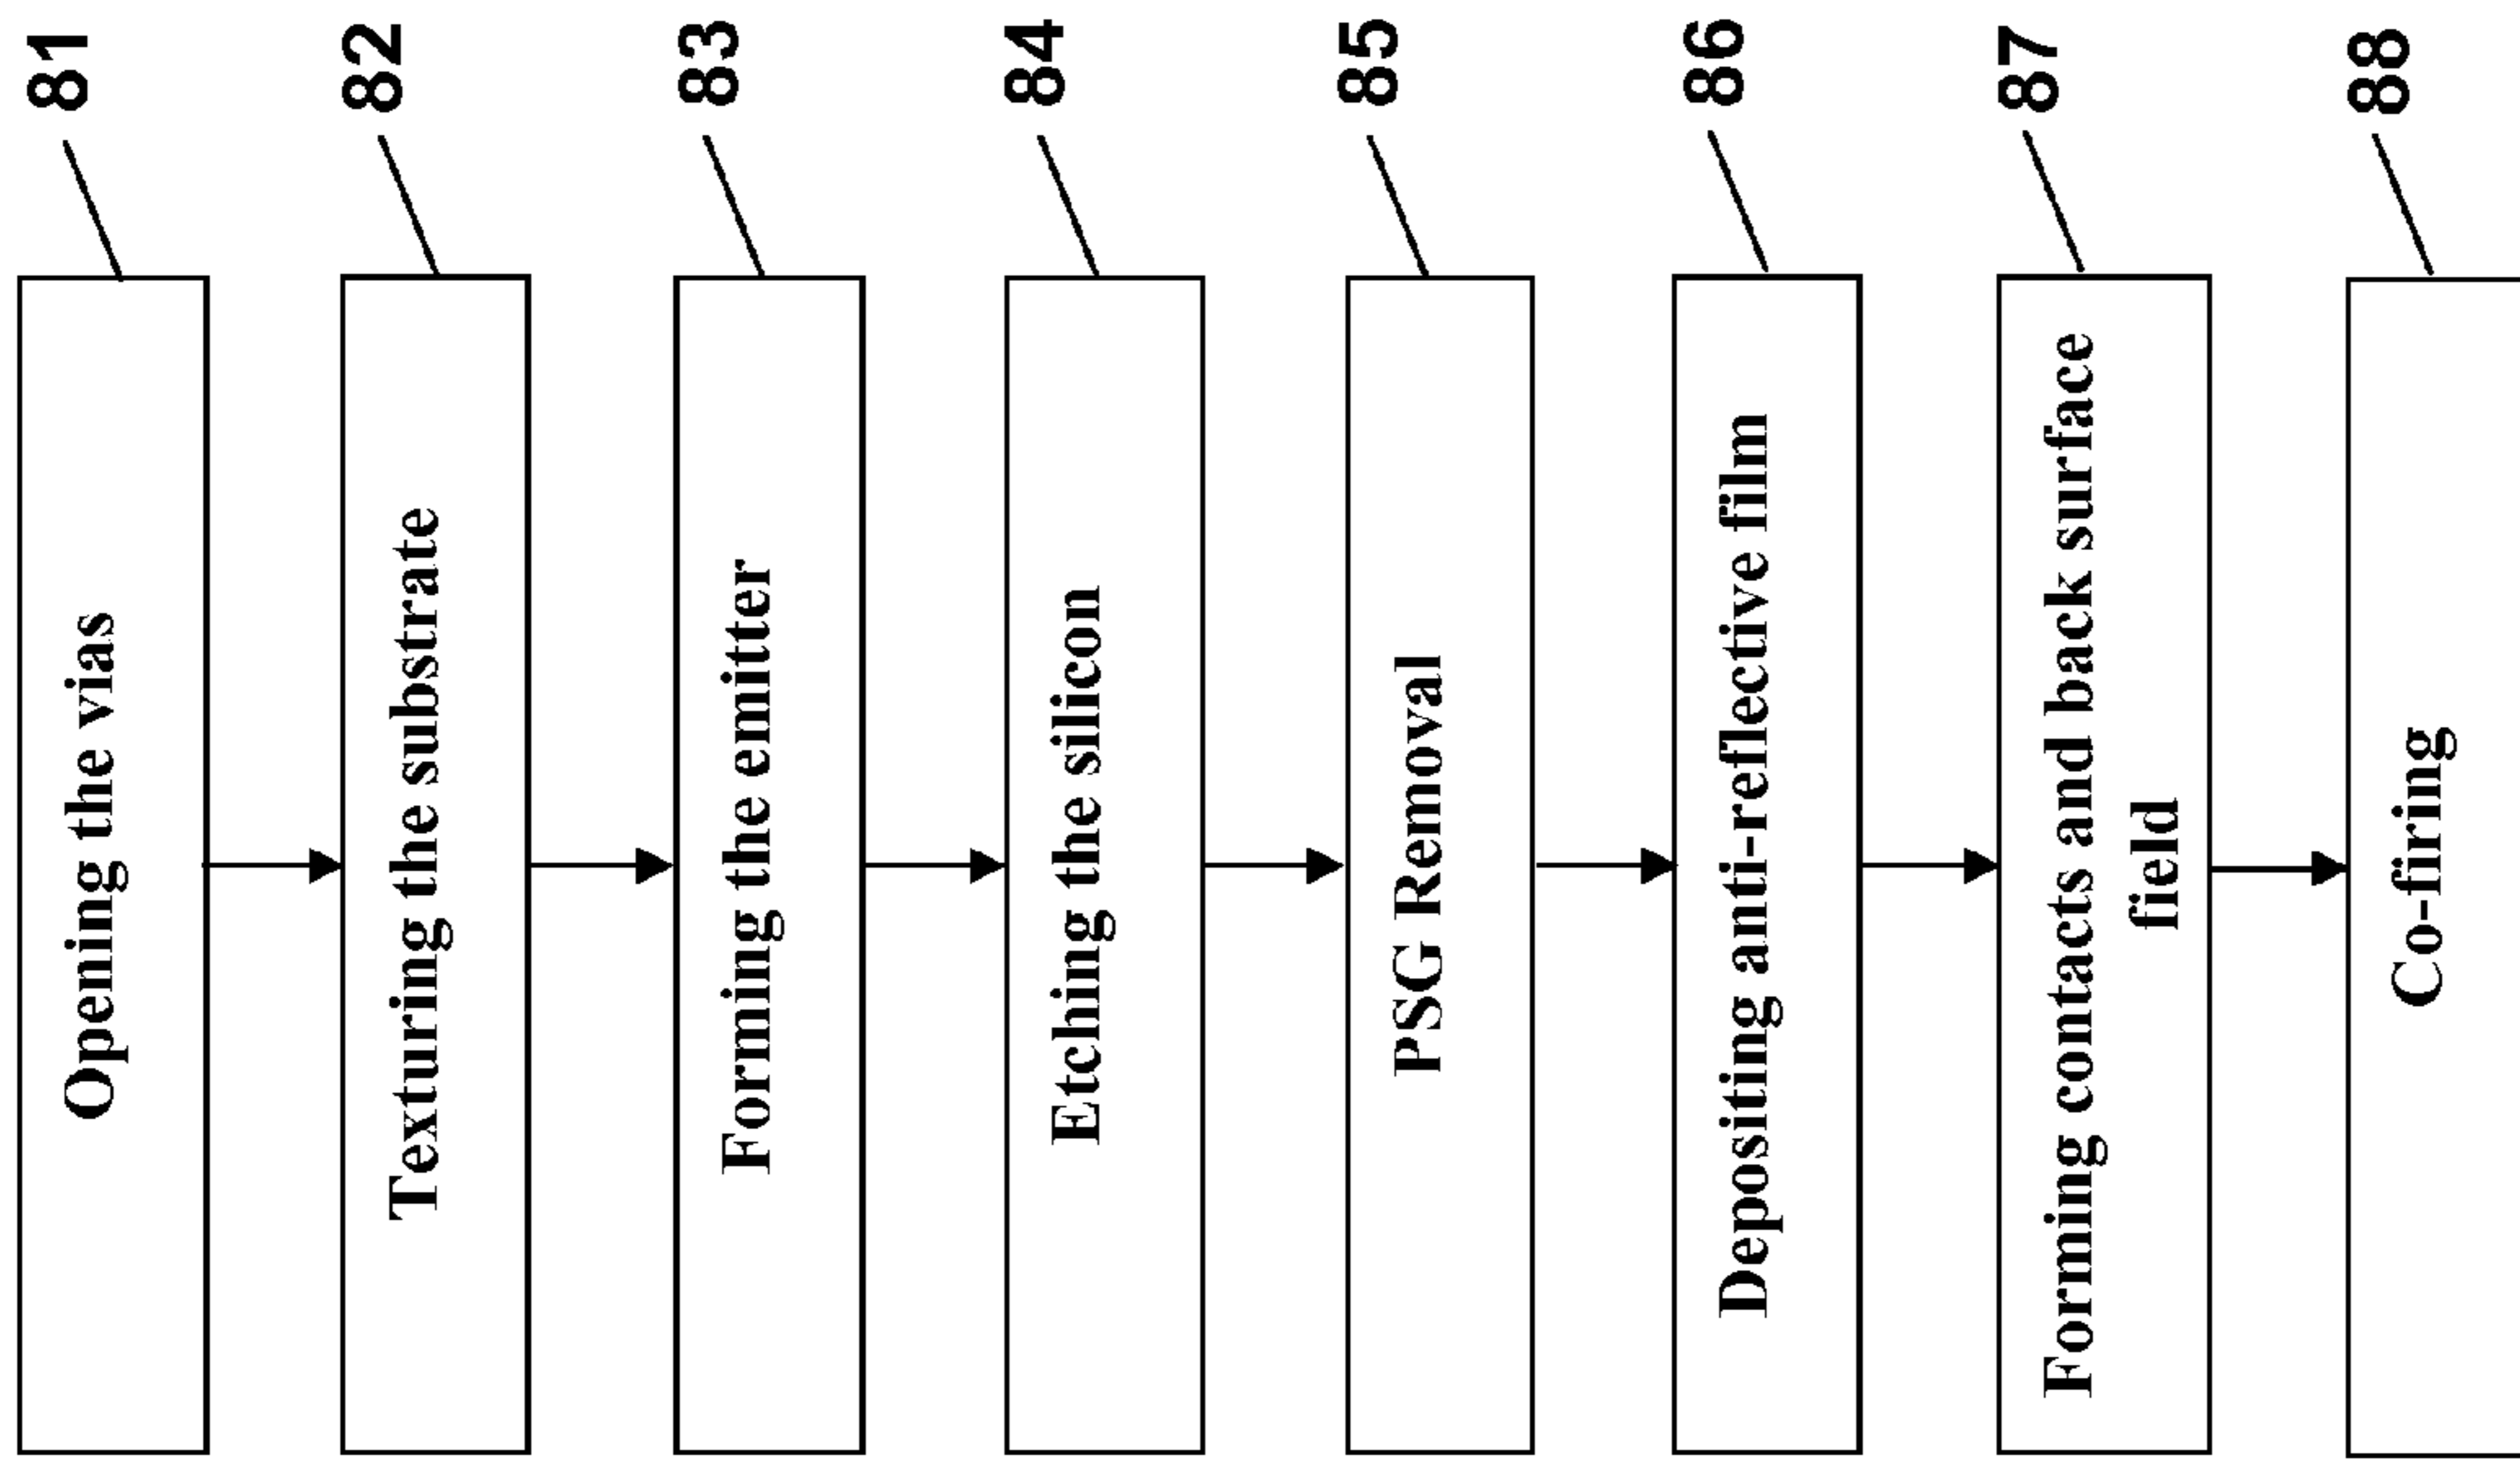 81
Opening the vias
82
Texturing the substrate
83
Forming the emitter
84
Etching the silicon
85
PSG Removal
86
Depositing anti-reflective film
87
Forming contacts and back surface
field
88
Co-firing